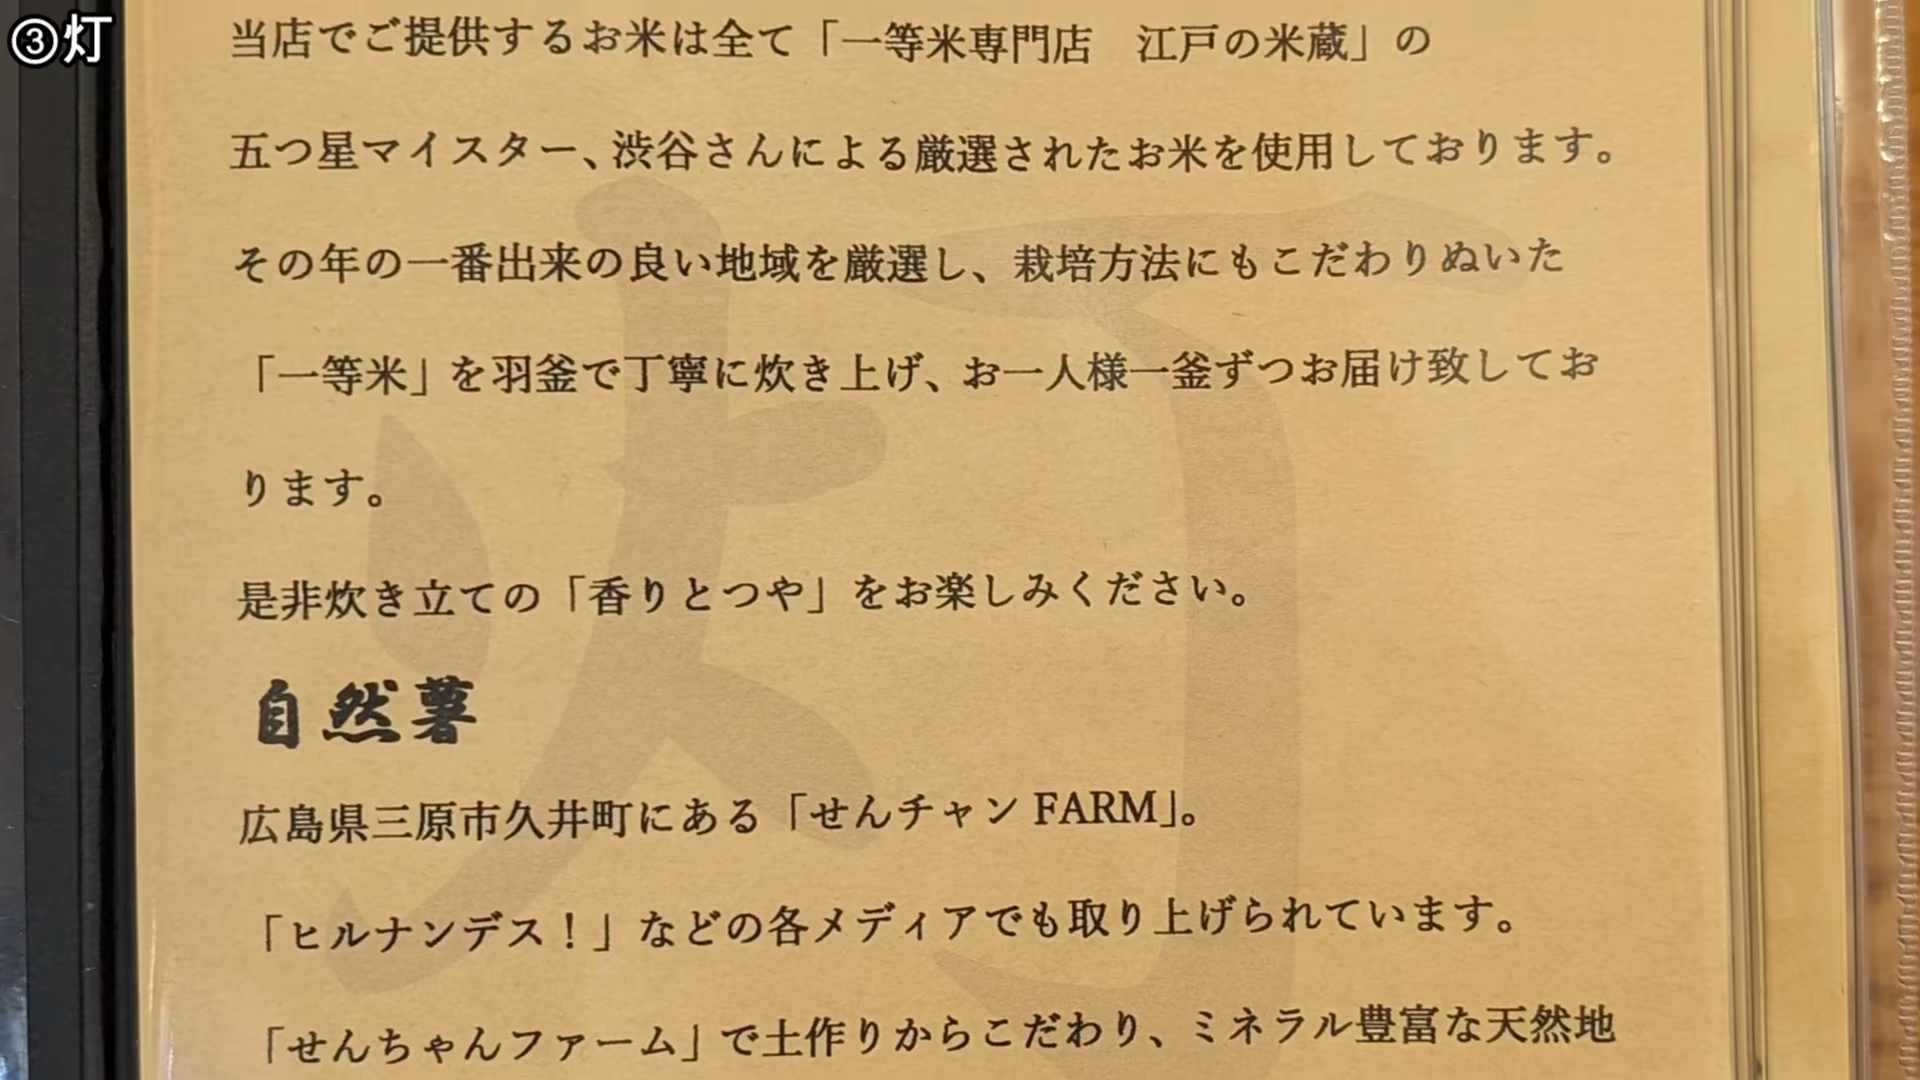 ③灯
当店でご提供するお米は全て「一等米専門店　江戸の米蔵」の
五つ星マイスター、渋谷さんによる厳選されたお米を使用しております。
その年の一番出来の良い地域を厳選し、栽培方法にもこだわりぬいた
「一等米」を羽釜で丁寧に炊き上げ、お一人様一釜ずつお届け致してお
ります。
是非炊き立ての「香りとつや」をお楽しみください。
自然薯
広島県三原市久井町にある「せんチャン FARM」。
「ヒルナンデス！」などの各メディアでも取り上げられています。
「せんちゃんファーム」で土作りからこだわり、ミネラル豊富な天然地